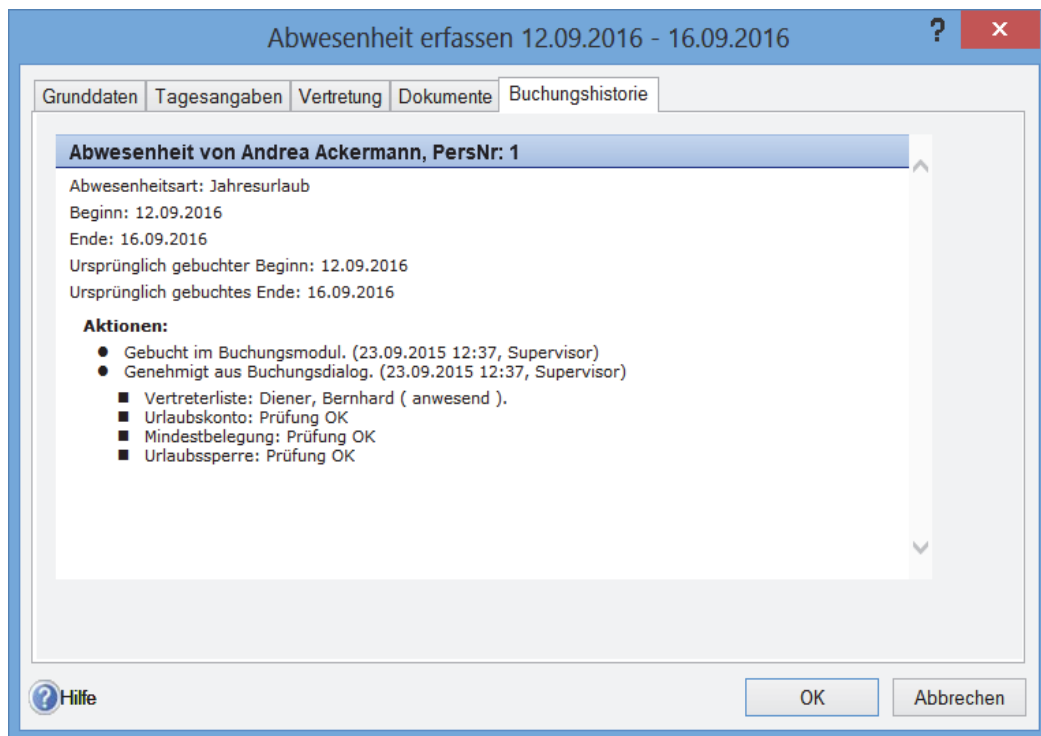 Abwesenheit erfassen 12.09.2016 - 16.09.2016
Grunddaten Tagesangaben Vertretung Dokumente Buchungshistorie
Abwesenheit von Andrea Ackermann, PersNr: 1
Abwesenheitsart: Jahresurlaub
Beginn: 12.09.2016
Ende: 16.09.2016
Ursprünglich gebuchter Beginn: 12.09.2016
Ursprünglich gebuchtes Ende: 16.09.2016
Aktionen:
Gebucht im Buchungsmodul. (23.09.2015 12:37, Supervisor)
Genehmigt aus Buchungsdialog. (23.09.2015 12:37, Supervisor)
Vertreterliste: Diener, Bernhard ( anwesend ).
Urlaubskonto: Prüfung OK
Mindestbelegung: Prüfung OK
Urlaubssperre: Prüfung OK
Hilfe
OK
Abbrechen